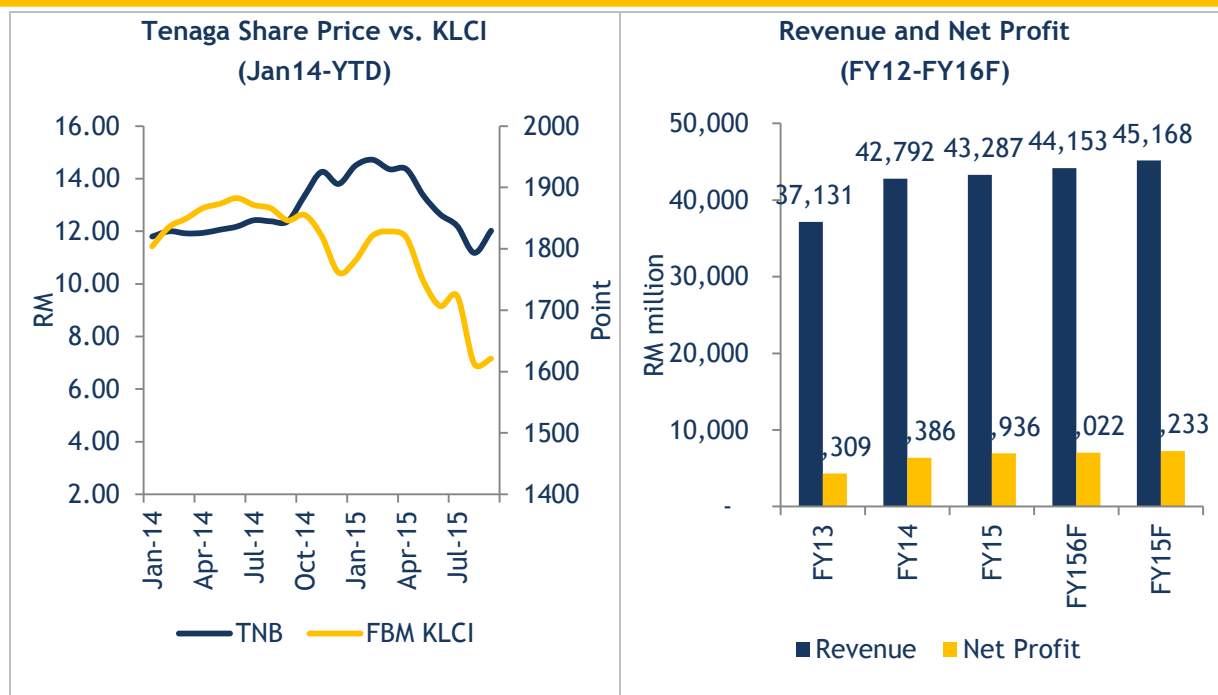 Tenaga Share Price vs. KLCI
(Jan14-YTD)
16.00
14.00
12.00
10.00
8.00
6.00
4.00
2.00
RM
2000
1900
1800
1700
1600
1500
1400
Point
Jan-14
Apr-14
Jul-14
Oct-14
Jan-15
Apr-15
Jul-15
TNB
FBM KLCI
Revenue and Net Profit
(FY12-FY16F)
50,000
40,000
30,000
20,000
10,000
-
RM million
37,131
42,792
43,287
44,153
45,168
,309
,386
,936
,022
,233
FY13
FY14
FY15
FY156F
FY15F
Revenue
Net Profit